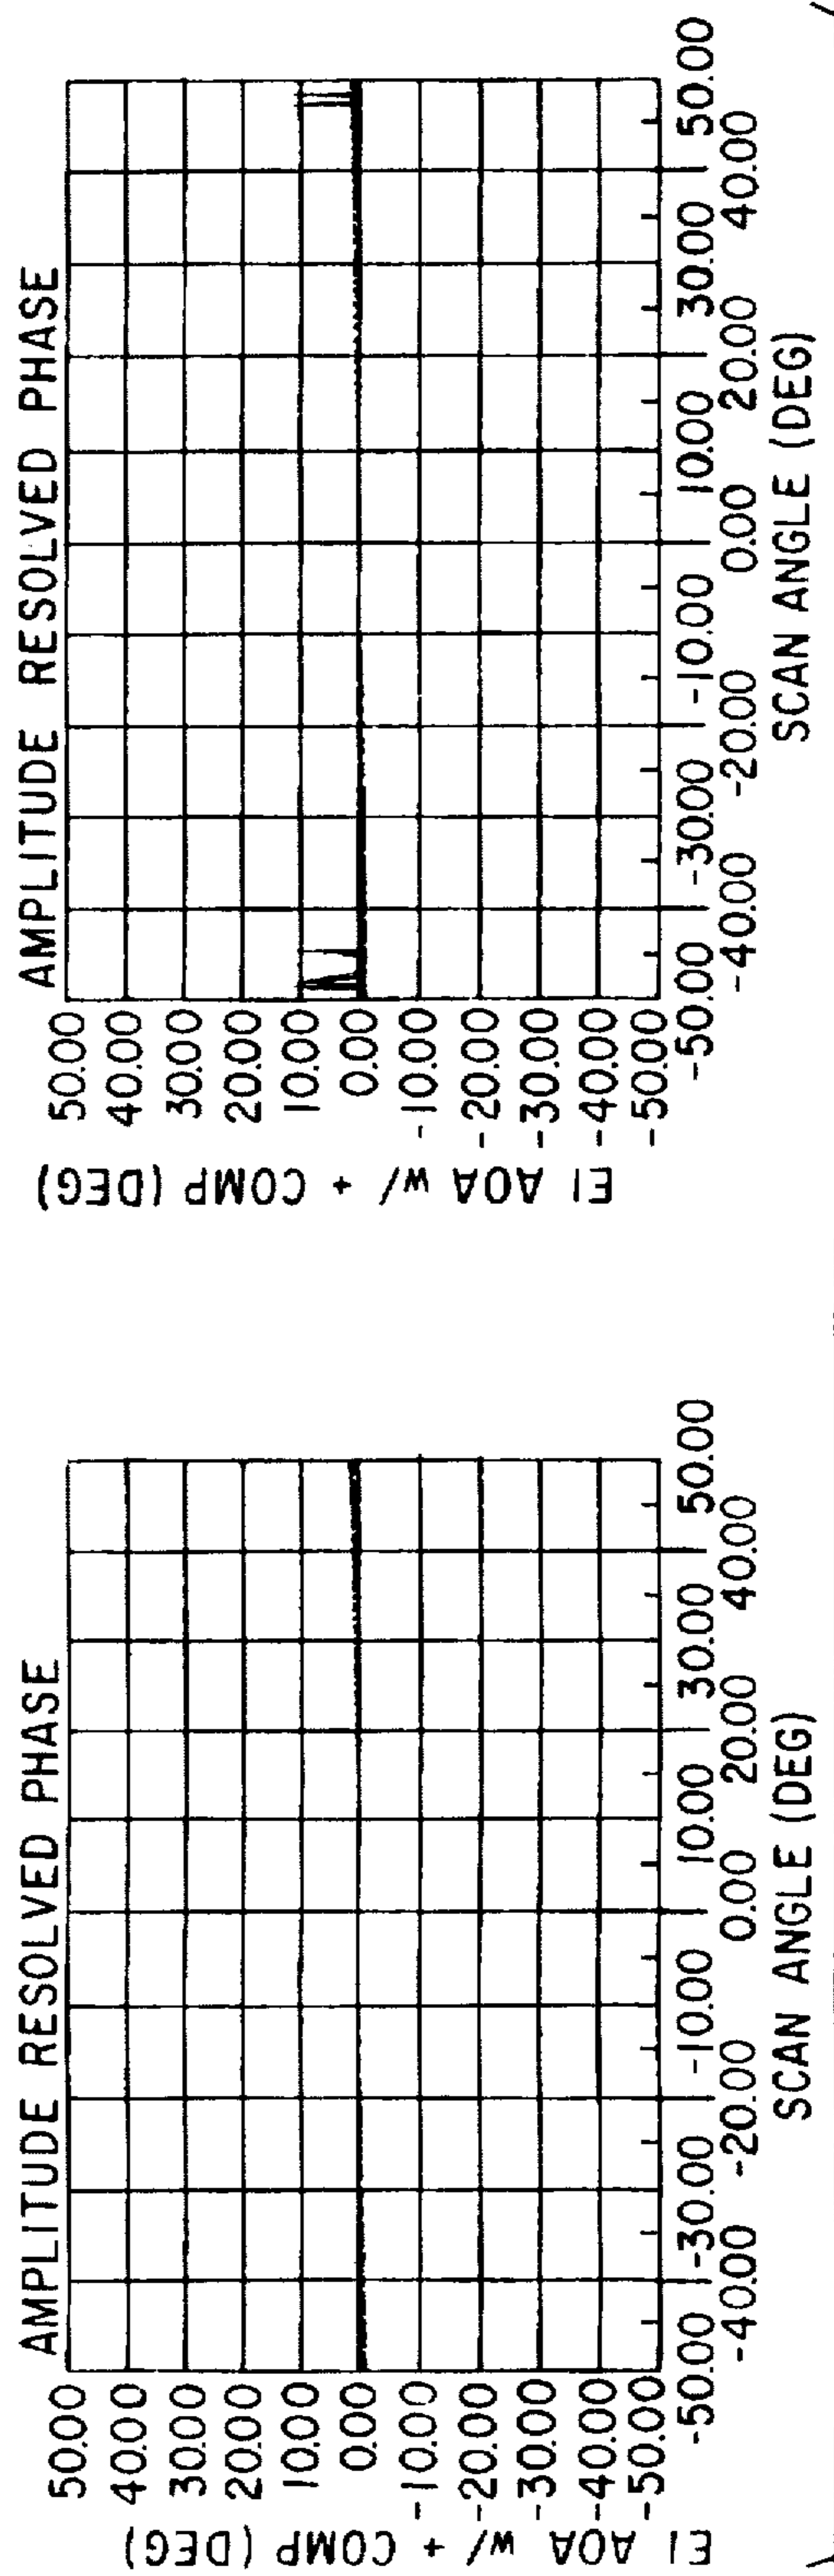 AMPLITUDE RESOLVED PHASE
50.00
40.00
30.00
20.00
10.00
0.00
-10.00
-20.00
-30.00
-40.00
-50.00
EI AOA w/ + COMP (DEG)
-50.00 -30.00 -10.00 10.00 30.00 50.00
-40.00 -20.00 0.00 20.00 40.00
SCAN ANGLE (DEG)
AMPLITUDE RESOLVED PHASE
50.00
40.00
30.00
20.00
10.00
0.00
-10.00
-20.00
-30.00
-40.00
-50.00
EI AOA w/ + COMP (DEG)
-50.00 -30.00 -10.00 10.00 30.00 50.00
-40.00 -20.00 0.00 20.00 40.00
SCAN ANGLE (DEG)